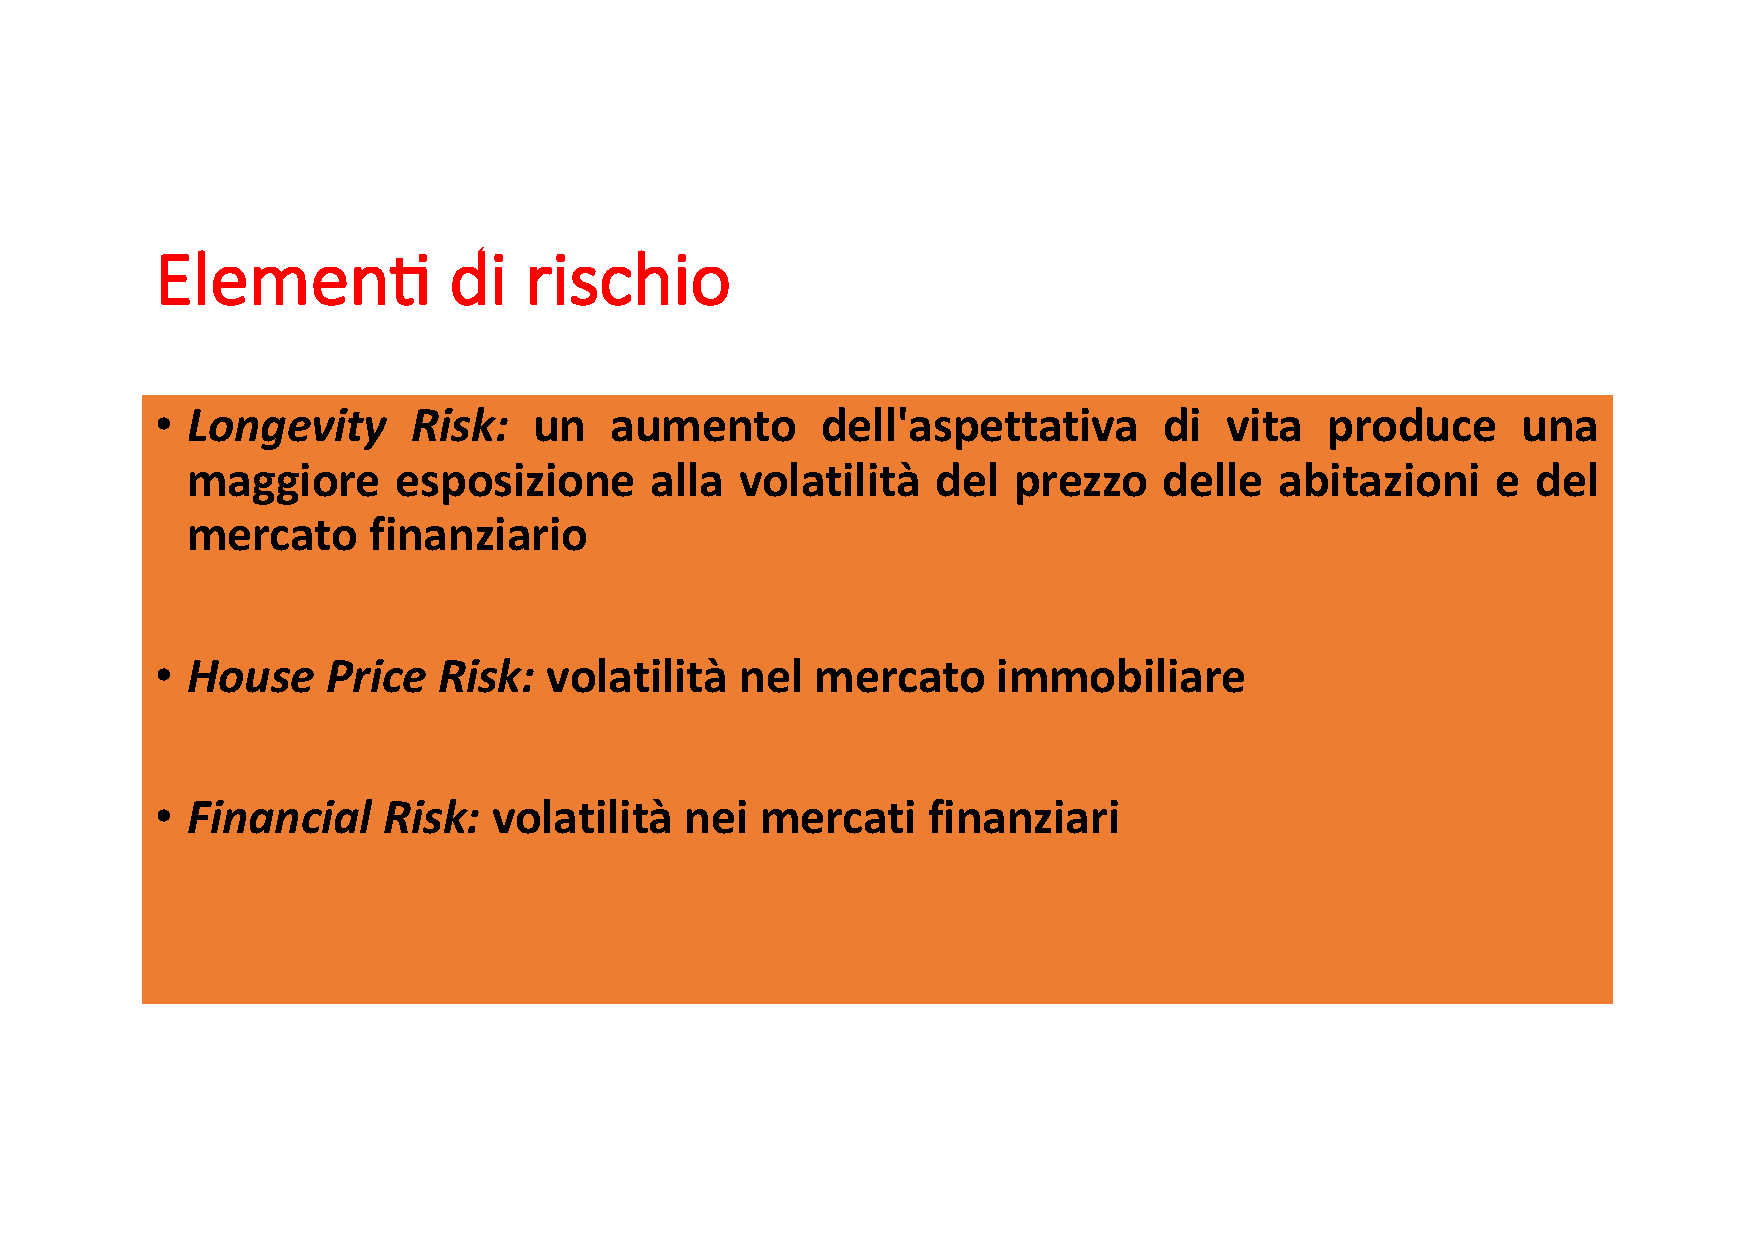 Elementi di rischio
• Longevity Risk: un aumento dell'aspettativa di vita produce una
maggiore esposizione alla volatilità del prezzo delle abitazioni e del
mercato finanziario
• House Price Risk: volatilità nel mercato immobiliare
• Financial Risk: volatilità nei mercati finanziari